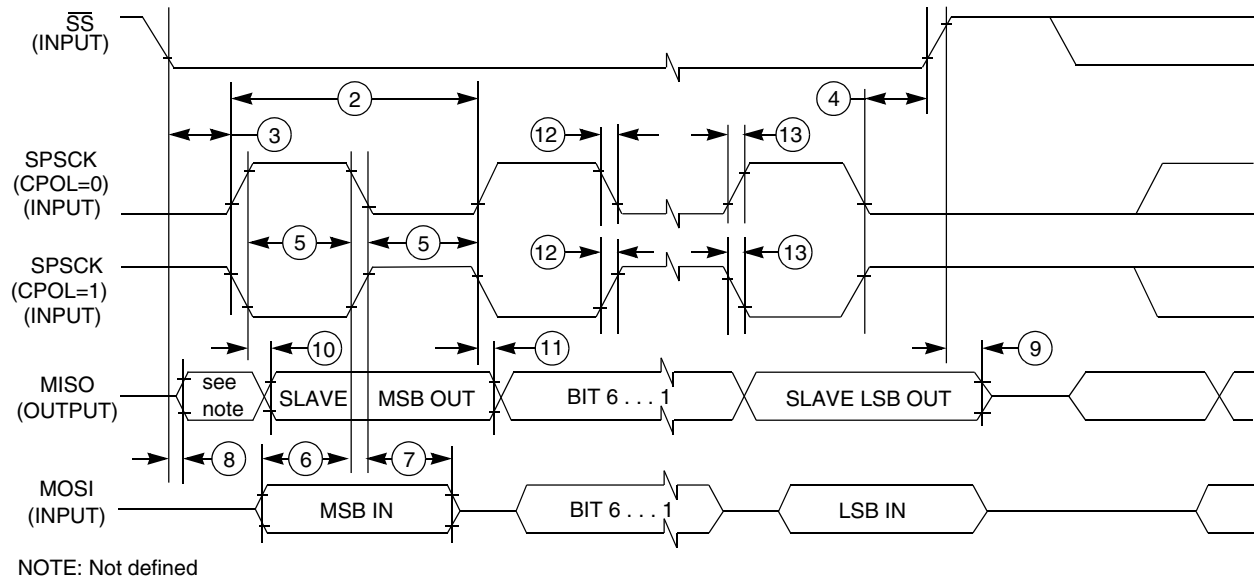 SS
(INPUT)
2
4
3
12
13
SPSCK
(CPOL=0)
(INPUT)
5
5
12
13
SPSCK
(CPOL=1)
(INPUT)
10
11
9
MISO
(OUTPUT)
see
note
SLAVE
MSB OUT
BIT 6 . . . 1
SLAVE LSB OUT
8
6
7
MOSI
(INPUT)
MSB IN
BIT 6 . . . 1
LSB IN
NOTE: Not defined